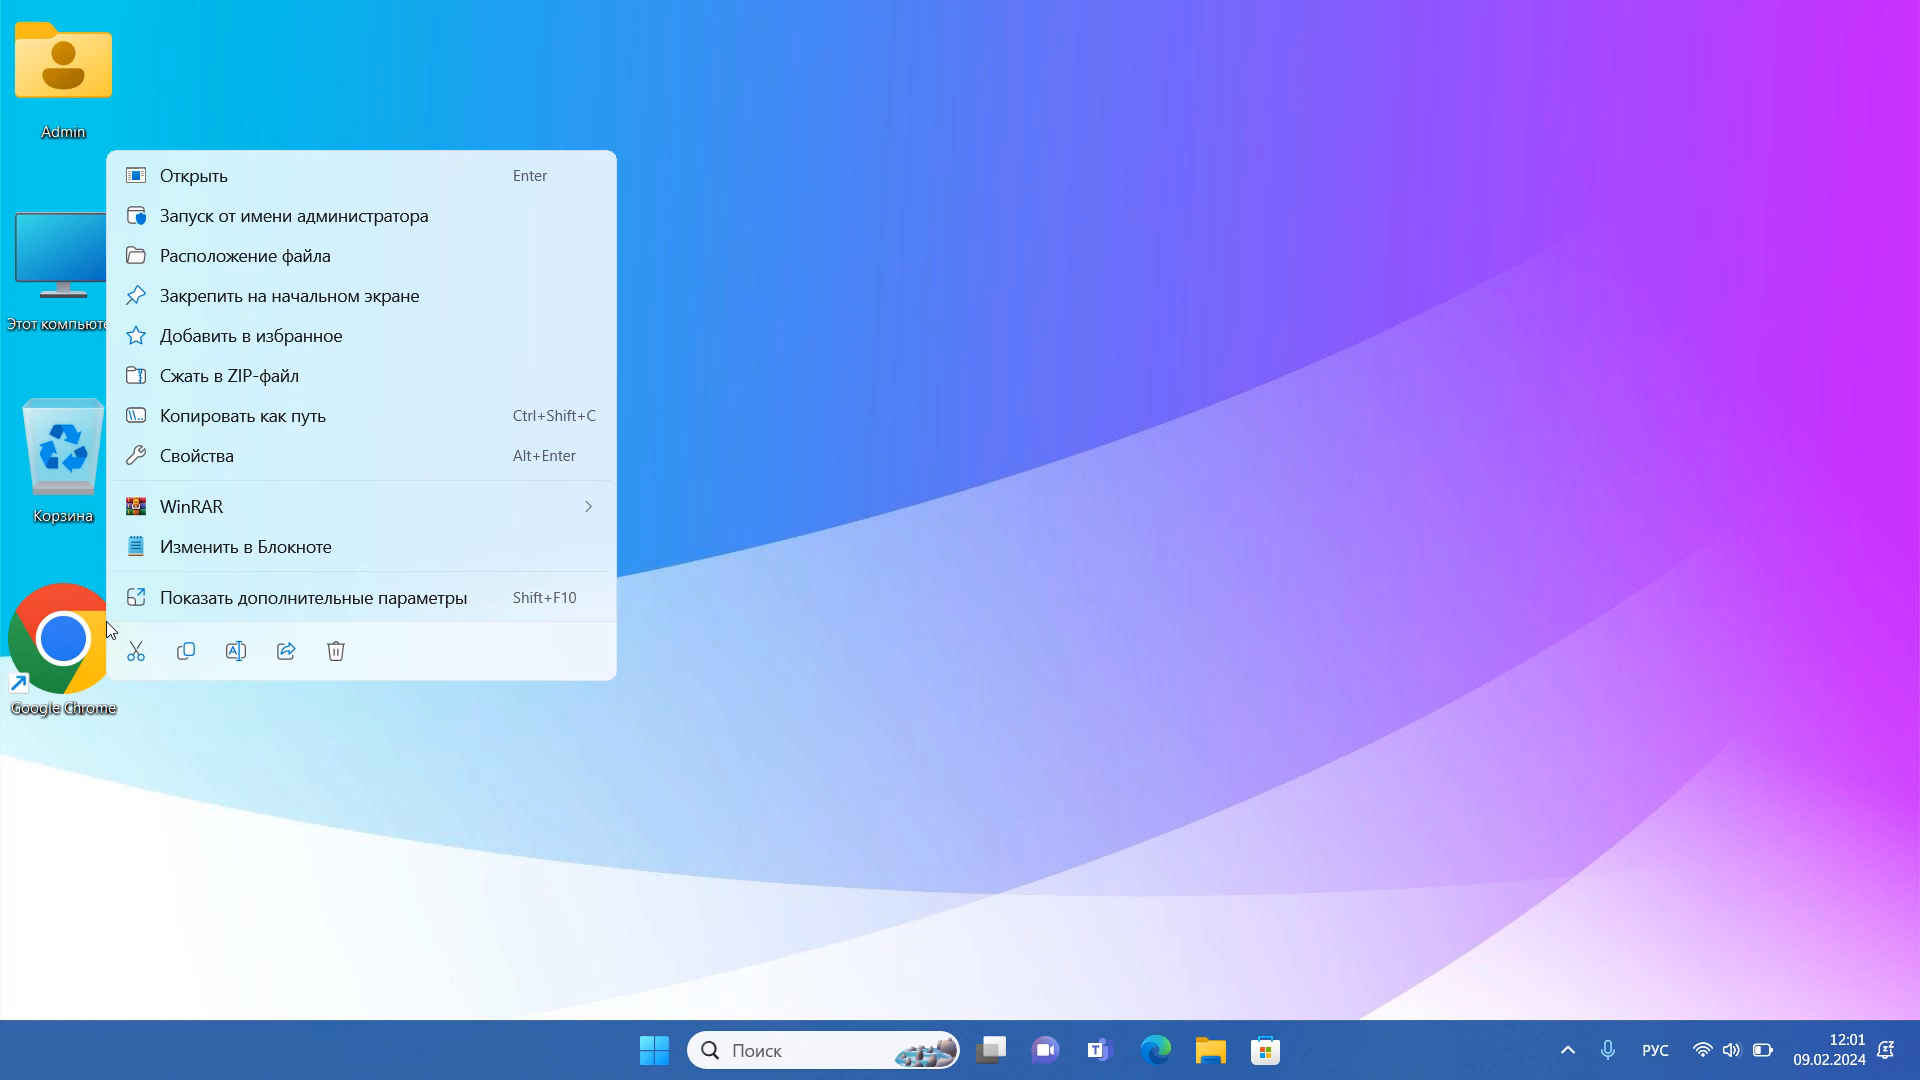 Admin
Этот компьюте
Корзина
Google Chrome
Открыть Enter
Запуск от имени администратора
Расположение файла
Закрепить на начальном экране
Добавить в избранное
Сжать в ZIP-файл
Копировать как путь Ctrl+Shift+C
Свойства Alt+Enter
WinRAR
Изменить в Блокноте
Показать дополнительные параметры Shift+F10
Поиск
РУС
12:01
09.02.2024